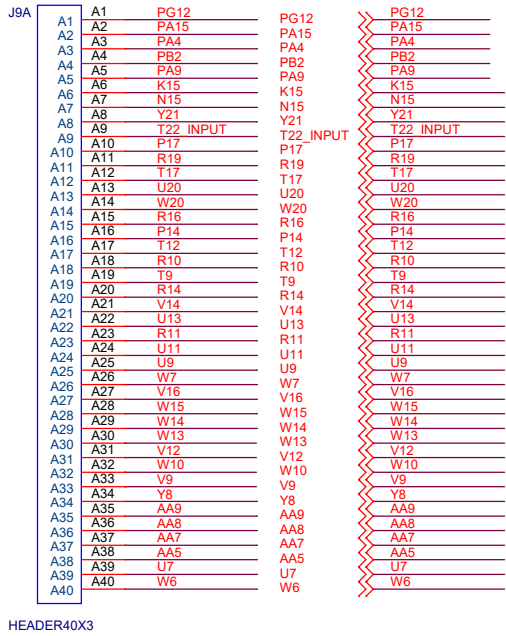 J9A
A1 A1 PG12 PG12 PG12
A2 A2 PA15 PA15 PA15
A3 A3 PA4 PA4 PA4
A4 A4 PB2 PB2 PB2
A5 A5 PA9 PA9 PA9
A6 A6 K15 K15 K15
A7 A7 N15 N15 N15
A8 A8 Y21 Y21 Y21
A9 A9 T22_INPUT T22_INPUT T22_INPUT
A10 A10 P17 P17 P17
A11 A11 R19 R19 R19
A12 A12 T17 T17 T17
A13 A13 U20 U20 U20
A14 A14 W20 W20 W20
A15 A15 R16 R16 R16
A16 A16 P14 P14 P14
A17 A17 T12 T12 T12
A18 A18 R10 R10 R10
A19 A19 T9 T9 T9
A20 A20 R14 R14 R14
A21 A21 V14 V14 V14
A22 A22 U13 U13 U13
A23 A23 R11 R11 R11
A24 A24 U11 U11 U11
A25 A25 U9 U9 U9
A26 A26 W7 W7 W7
A27 A27 V16 V16 V16
A28 A28 W15 W15 W15
A29 A29 W14 W14 W14
A30 A30 W13 W13 W13
A31 A31 V12 V12 V12
A32 A32 W10 W10 W10
A33 A33 V9 V9 V9
A34 A34 Y8 Y8 Y8
A35 A35 AA9 AA9 AA9
A36 A36 AA8 AA8 AA8
A37 A37 AA7 AA7 AA7
A38 A38 AA5 AA5 AA5
A39 A39 U7 U7 U7
A40 A40 W6 W6 W6
HEADER40X3